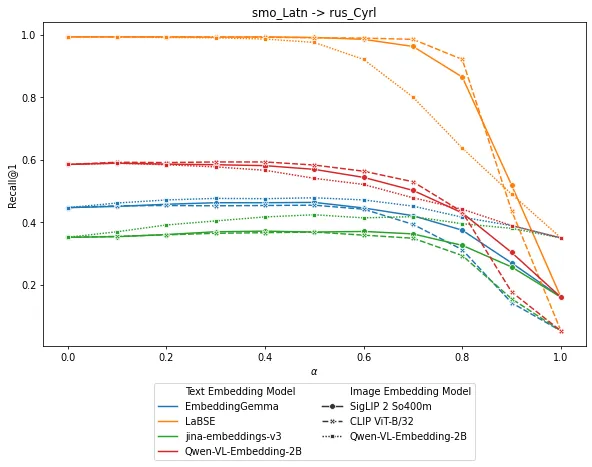 smo_Latn -> rus_Cyrl
Recall@1
1.0
0.8
0.6
0.4
0.2
0.0 0.2 0.4 0.6 0.8 1.0
α
Text Embedding Model Image Embedding Model
EmbeddingGemma SigLIP 2 So400m
LaBSE CLIP ViT-B/32
jina-embeddings-v3 Qwen-VL-Embedding-2B
Qwen-VL-Embedding-2B